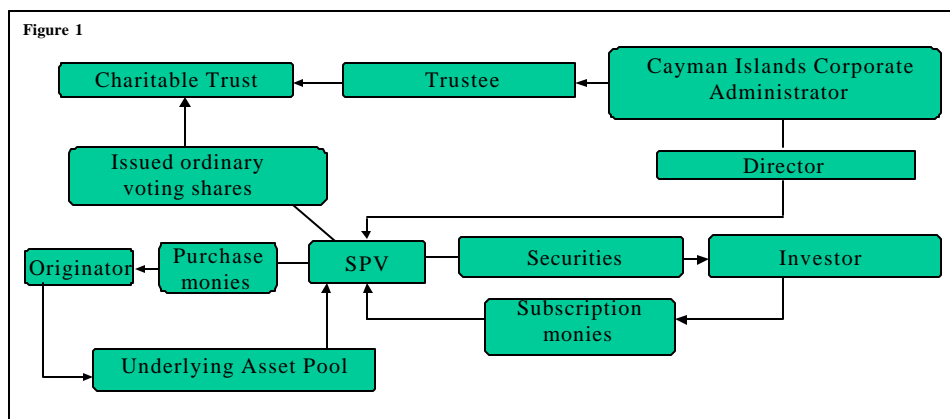 Figure 1
Charitable Trust
Trustee
Cayman Islands Corporate
Administrator
Issued ordinary
voting shares
Director
Originator
Purchase
monies
SPV
Securities
Investor
Subscription
monies
Underlying Asset Pool